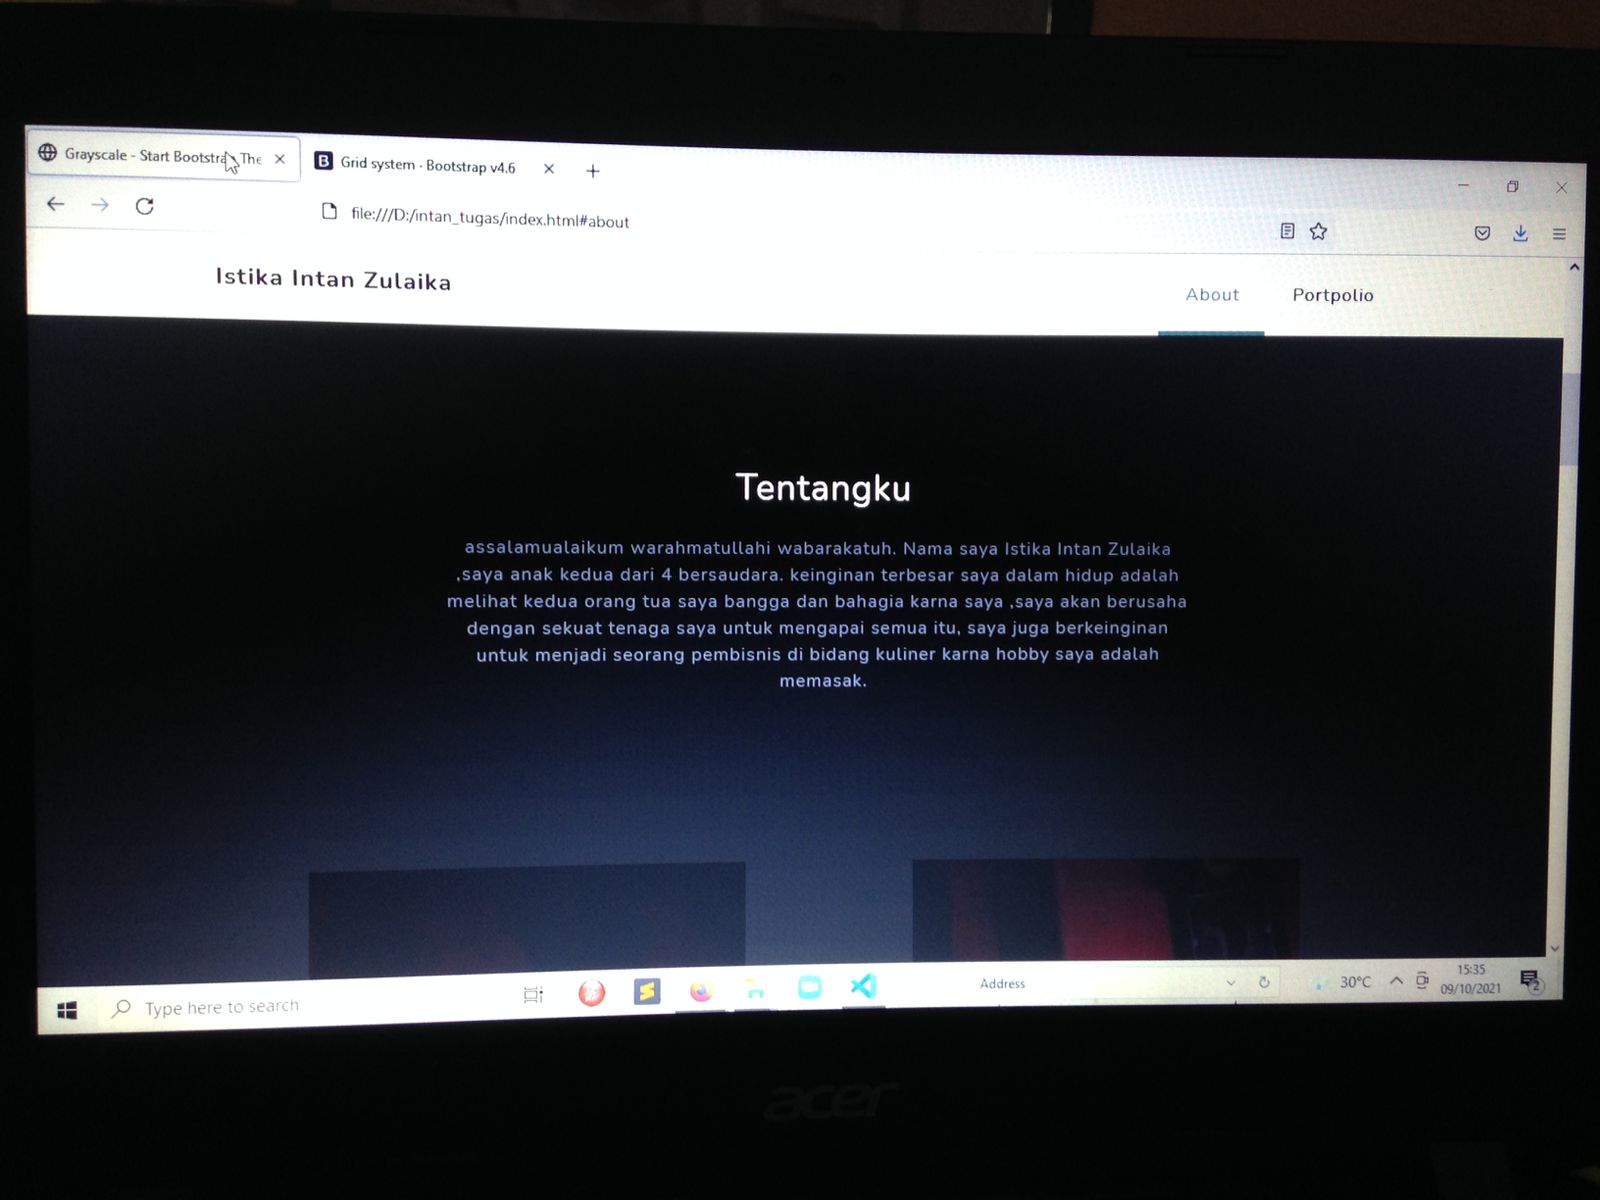 Grayscale - Start Bootstra The
Grid system · Bootstrap v4.6
file:///D:/intan_tugas/index.html#about
Istika Intan Zulaika
About
Portpolio
Tentangku
assalamualaikum warahmatullahi wabarakatuh. Nama saya Istika Intan Zulaika
,saya anak kedua dari 4 bersaudara. keinginan terbesar saya dalam hidup adalah
melihat kedua orang tua saya bangga dan bahagia karna saya ,saya akan berusaha
dengan sekuat tenaga saya untuk mengapai semua itu, saya juga berkeinginan
untuk menjadi seorang pembisnis di bidang kuliner karna hobby saya adalah
memasak.
Type here to search
Address
30°C
15:35
09/10/2021
2
acer